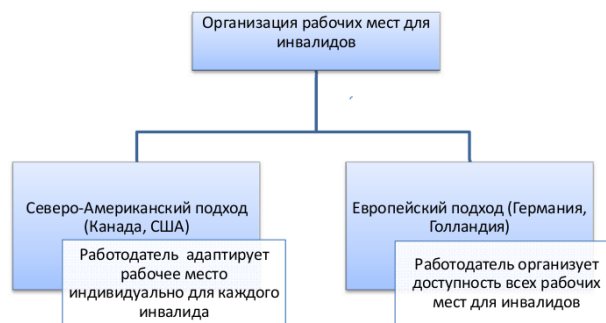 Организация рабочих мест для
инвалидов
Северо-Американский подход
(Канада, США)
Работодатель адаптирует
рабочее место
индивидуально для каждого
инвалида
Европейский подход (Германия,
Голландия)
Работодатель организует
доступность всех рабочих
мест для инвалидов